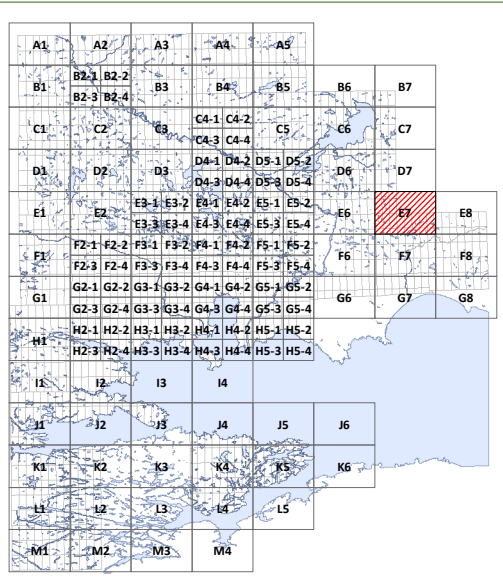 A1 A2 A3 A4 A5
B2-1 B2-2
B1 B3 B4 B5 B6 B7
B2-3 B2-4
C4-1 C4-2
C1 C2 C3 C5 C6 C7
C4-3 C4-4
D4-1 D4-2 D5-1 D5-2
D1 D2 D3 D6 D7
D4-3 D4-4 D5-3 D5-4
E3-1 E3-2 E4-1 E4-2 E5-1 E5-2
E1 E2 E6 E7 E8
E3-3 E3-4 E4-3 E4-4 E5-3 E5-4
F2-1 F2-2 F3-1 F3-2 F4-1 F4-2 F5-1 F5-2
F1 F6 F7 F8
F2-3 F2-4 F3-3 F3-4 F4-3 F4-4 F5-3 F5-4
G2-1 G2-2 G3-1 G3-2 G4-1 G4-2 G5-1 G5-2
G1 G6 G7 G8
G2-3 G2-4 G3-3 G3-4 G4-3 G4-4 G5-3 G5-4
H2-1 H2-2 H3-1 H3-2 H4-1 H4-2 H5-1 H5-2
H1
H2-3 H2-4 H3-3 H3-4 H4-3 H4-4 H5-3 H5-4
I1 I2 I3 I4
J1 J2 J3 J4 J5 J6
K1 K2 K3 K4 K5 K6
L1 L2 L3 L4 L5
M1 M2 M3 M4